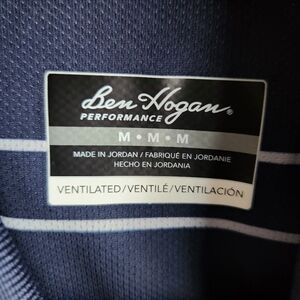 Ben Hogan®
PERFORMANCE
M • M • M
MADE IN JORDAN / FABRIQUÉ EN JORDANIE
HECHO EN JORDANIA
VENTILATED/VENTILÉ/VENTILACIÓN